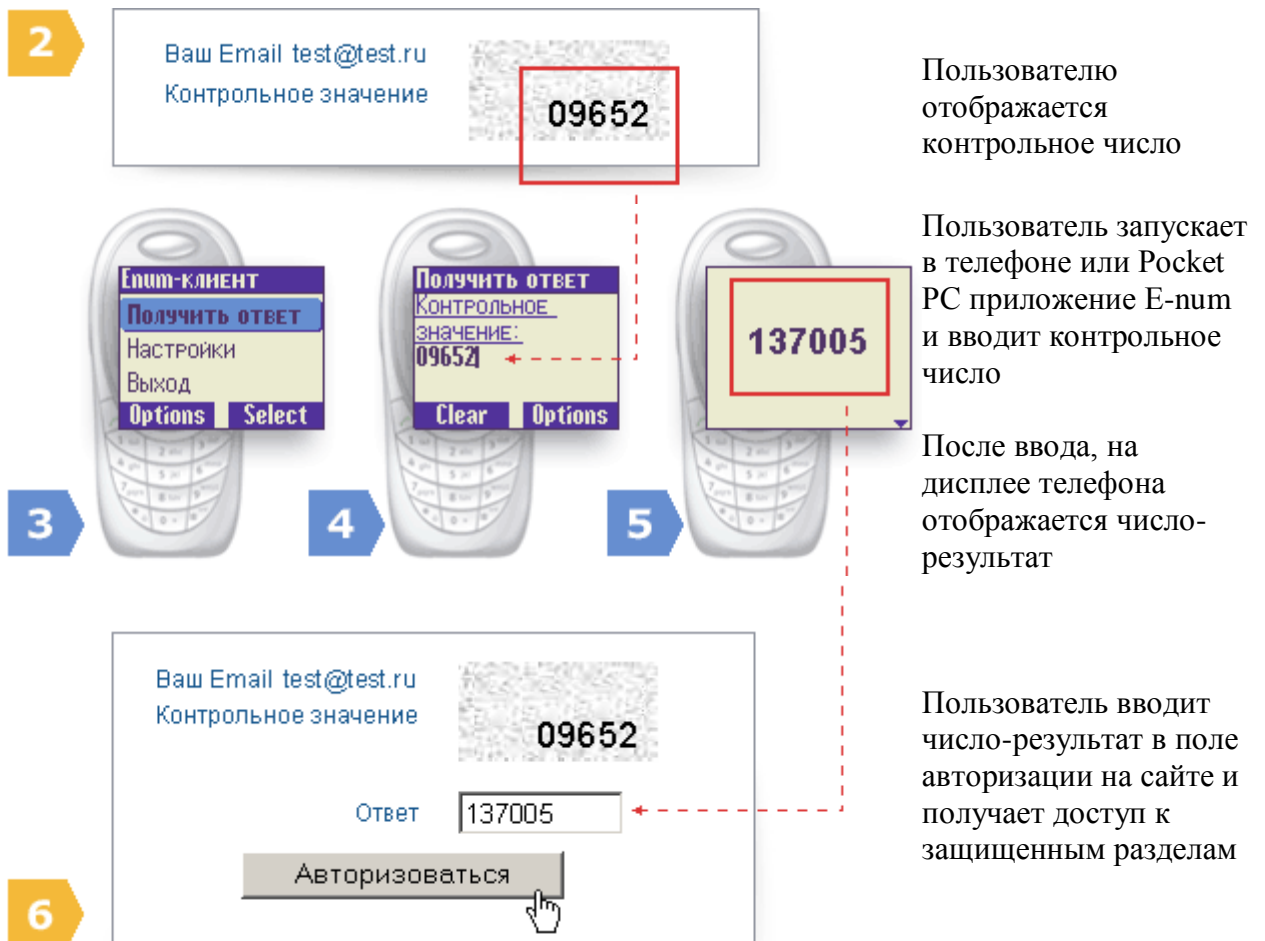 2
Ваш Email test@test.ru
Контрольное значение
09652
Пользователю
отображается
контрольное число
Enum-клиент
Получить ответ
Настройки
Выход
Options Select
3
Получить ответ
Контрольное
значение:
09652
Clear Options
4
137005
5
Пользователь запускает
в телефоне или Pocket
PC приложение E-num
и вводит контрольное
число
После ввода, на
дисплее телефона
отображается число-
результат
Ваш Email test@test.ru
Контрольное значение
09652
Ответ 137005
Авторизоваться
6
Пользователь вводит
число-результат в поле
авторизации на сайте и
получает доступ к
защищенным разделам